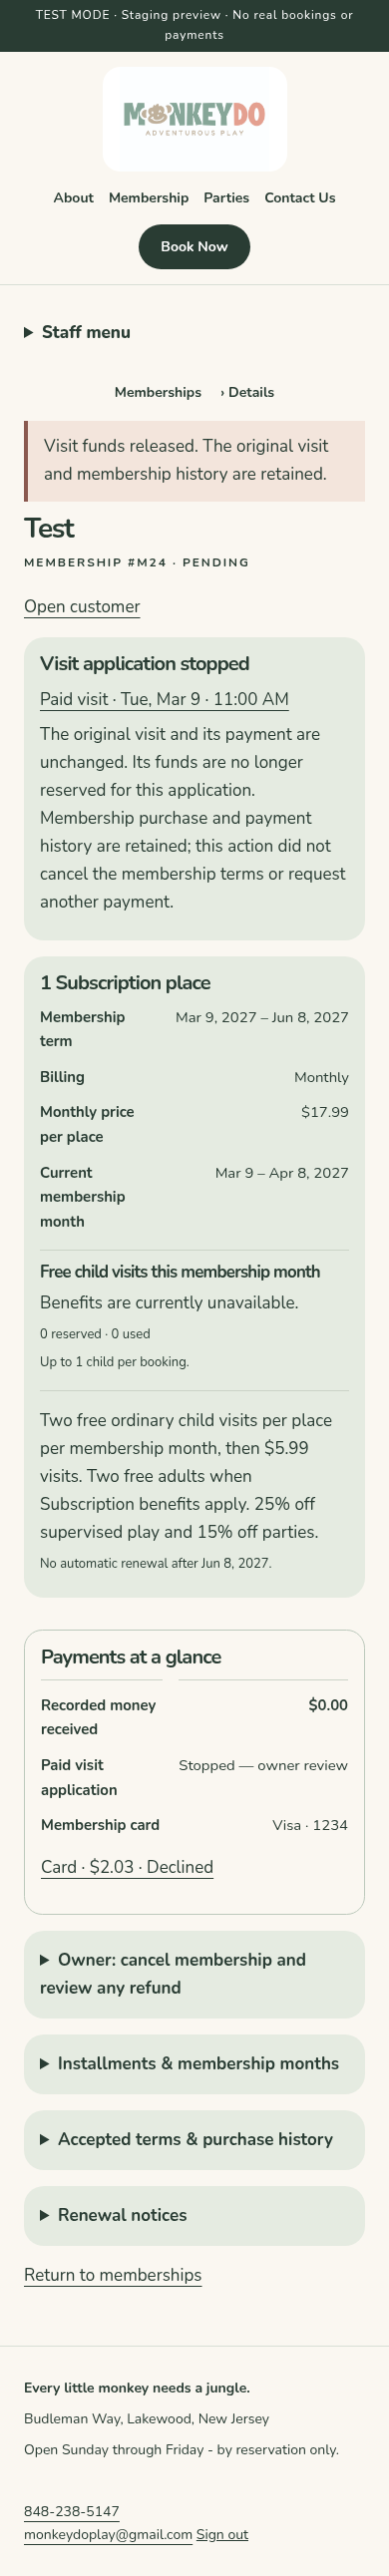 TEST MODE · Staging preview · No real bookings or
payments
MONKEYDO
ADVENTUROUS PLAY
About Membership Parties Contact Us
Book Now
▶ Staff menu
Memberships › Details
Visit funds released. The original visit
and membership history are retained.
Test
MEMBERSHIP #M24 · PENDING
Open customer
Visit application stopped
Paid visit · Tue, Mar 9 · 11:00 AM
The original visit and its payment are
unchanged. Its funds are no longer
reserved for this application.
Membership purchase and payment
history are retained; this action did not
cancel the membership terms or request
another payment.
1 Subscription place
Membership Mar 9, 2027 – Jun 8, 2027
term
Billing Monthly
Monthly price $17.99
per place
Current Mar 9 – Apr 8, 2027
membership
month
Free child visits this membership month
Benefits are currently unavailable.
0 reserved · 0 used
Up to 1 child per booking.
Two free ordinary child visits per place
per membership month, then $5.99
visits. Two free adults when
Subscription benefits apply. 25% off
supervised play and 15% off parties.
No automatic renewal after Jun 8, 2027.
Payments at a glance
Recorded money $0.00
received
Paid visit Stopped — owner review
application
Membership card Visa · 1234
Card · $2.03 · Declined
▶ Owner: cancel membership and
review any refund
▶ Installments & membership months
▶ Accepted terms & purchase history
▶ Renewal notices
Return to memberships
Every little monkey needs a jungle.
Budleman Way, Lakewood, New Jersey
Open Sunday through Friday - by reservation only.
848-238-5147
monkeydoplay@gmail.com Sign out